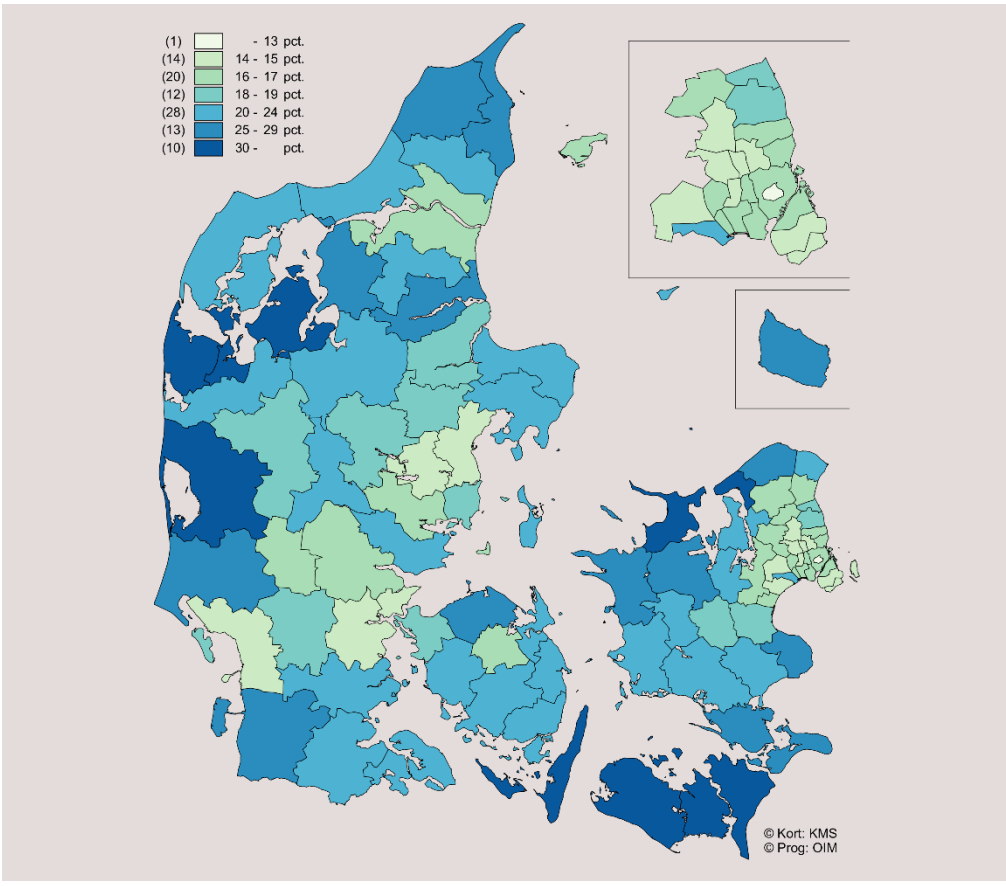 (1) - 13 pct.
(14) 14 - 15 pct.
(20) 16 - 17 pct.
(12) 18 - 19 pct.
(28) 20 - 24 pct.
(13) 25 - 29 pct.
(10) 30 - pct.
© Kort: KMS
© Prog: OIM